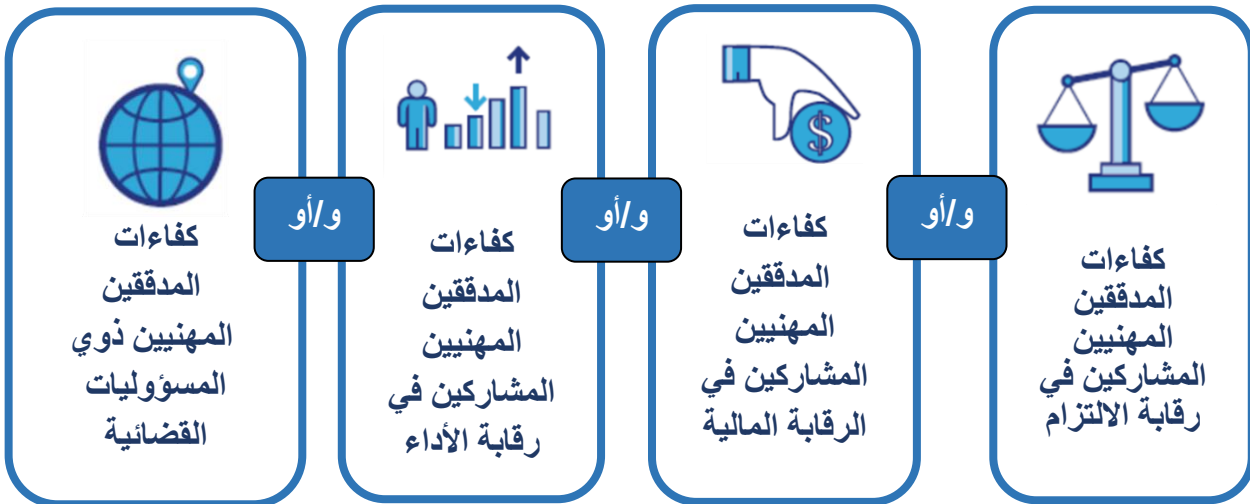 كفاءات
المدققين
المهنيين
المشاركين في
رقابة الالتزام
و/أو
كفاءات
المدققين
المهنيين
المشاركين في
الرقابة المالية
و/أو
كفاءات
المدققين
المهنيين
المشاركين في
رقابة الأداء
و/أو
كفاءات
المدققين
المهنيين ذوي
المسؤوليات
القضائية
$